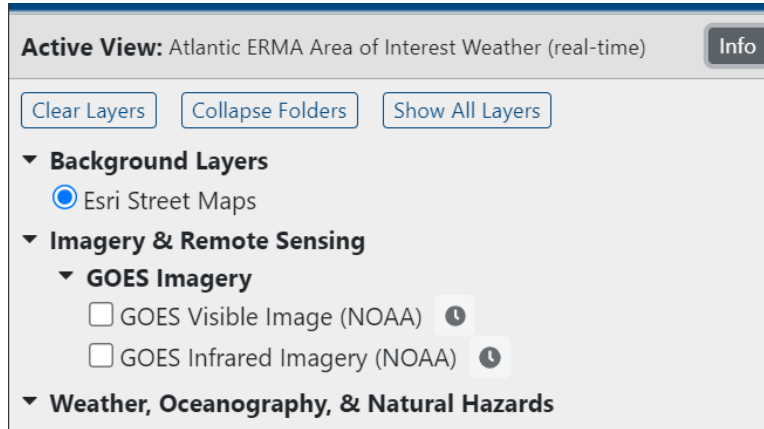 Active View: Atlantic ERMA Area of Interest Weather (real-time) Info
Clear Layers Collapse Folders Show All Layers
Background Layers
Esri Street Maps
Imagery & Remote Sensing
GOES Imagery
GOES Visible Image (NOAA)
GOES Infrared Imagery (NOAA)
Weather, Oceanography, & Natural Hazards